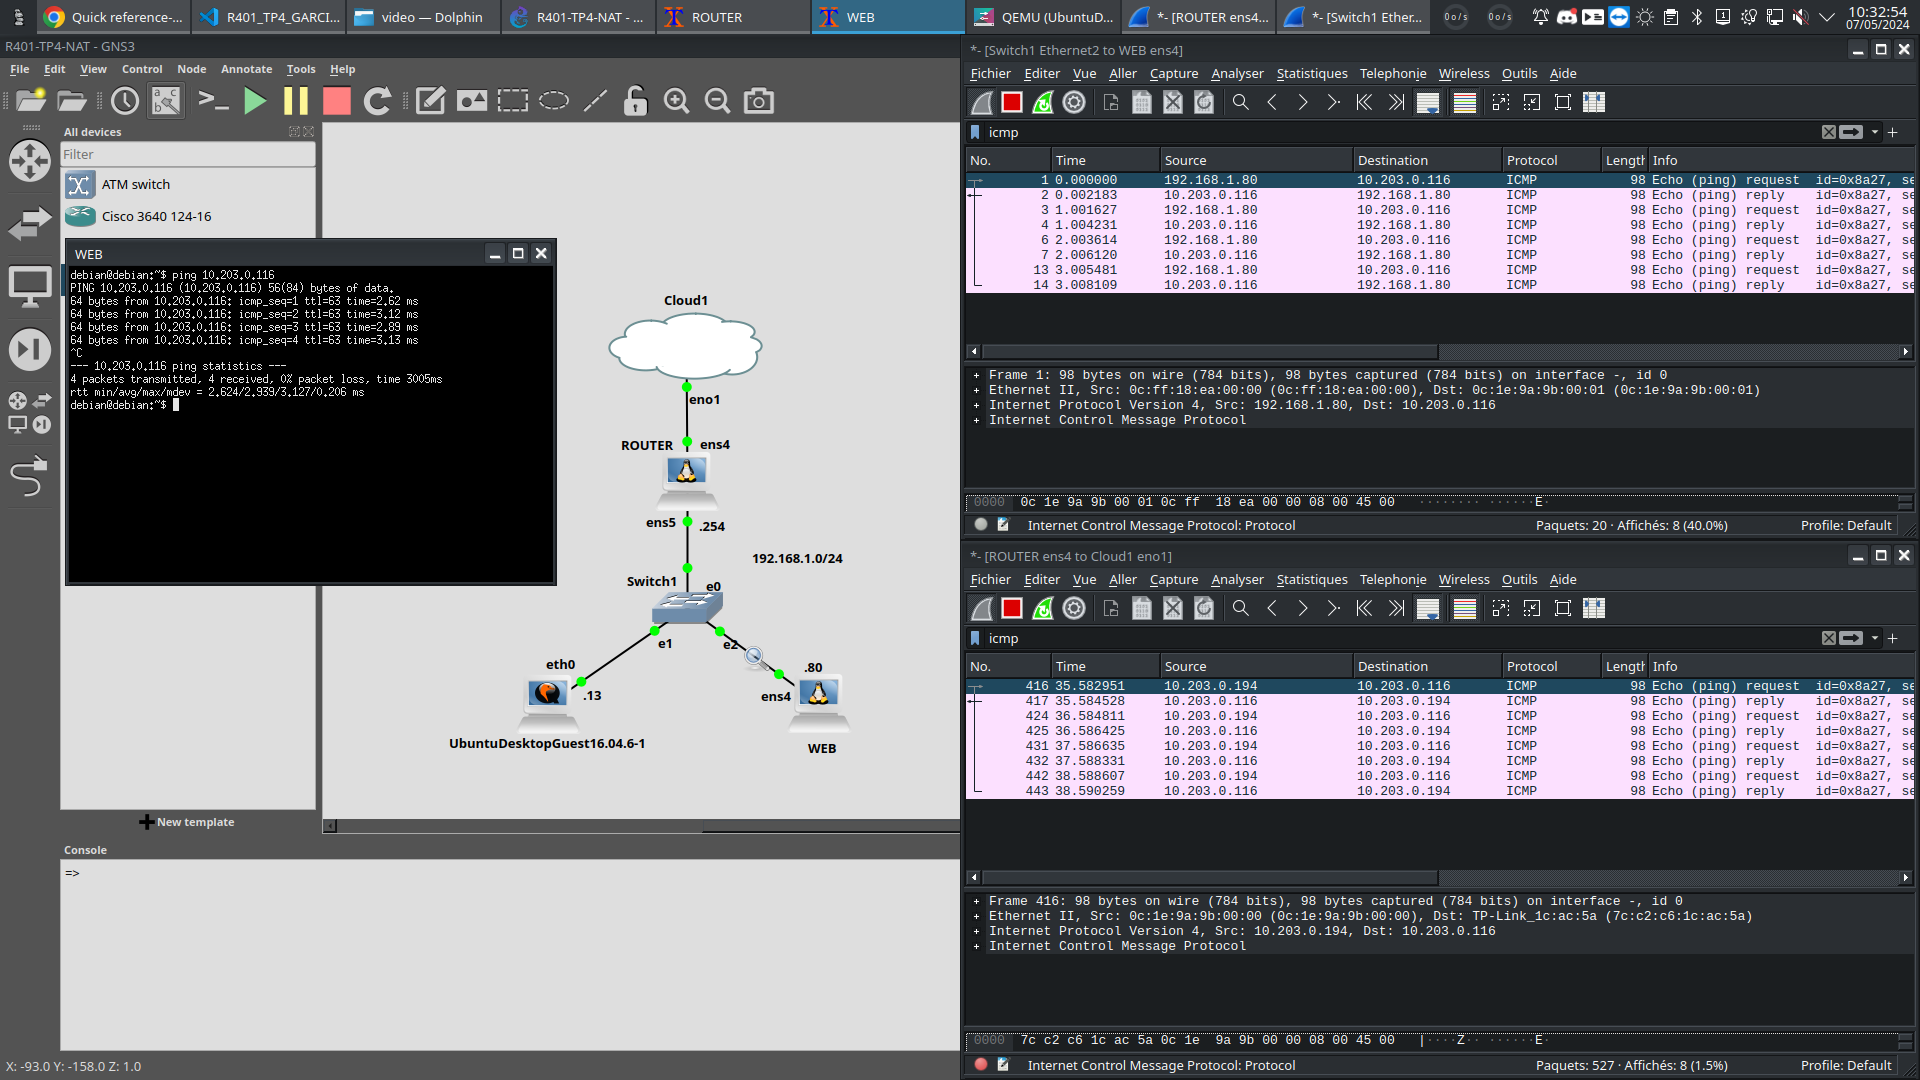 Quick reference-...
R401_TP4_GARCI...
video — Dolphin
R401-TP4-NAT - ...
ROUTER
WEB
QEMU (UbuntuD...
*- [ROUTER ens4...
*- [Switch1 Ether...
10:32:54
07/05/2024
R401-TP4-NAT - GNS3
File Edit View Control Node Annotate Tools Help
All devices
Filter
ATM switch
Cisco 3640 124-16
WEB
debian@debian:~$ ping 10.203.0.116
PING 10.203.0.116 (10.203.0.116) 56(84) bytes of data.
64 bytes from 10.203.0.116: icmp_seq=1 ttl=63 time=2.62 ms
64 bytes from 10.203.0.116: icmp_seq=2 ttl=63 time=3.12 ms
64 bytes from 10.203.0.116: icmp_seq=3 ttl=63 time=2.89 ms
64 bytes from 10.203.0.116: icmp_seq=4 ttl=63 time=3.13 ms
^C
--- 10.203.0.116 ping statistics ---
4 packets transmitted, 4 received, 0% packet loss, time 3005ms
rtt min/avg/max/mdev = 2.624/2.939/3.127/0.206 ms
debian@debian:~$
Cloud1
eno1
ROUTER ens4
ens5 .254
192.168.1.0/24
Switch1 e0
e1 e2
eth0 .80
.13 ens4
UbuntuDesktopGuest16.04.6-1
WEB
New template
Console
=>
X: -93.0 Y: -158.0 Z: 1.0
*- [Switch1 Ethernet2 to WEB ens4]
Fichier Editer Vue Aller Capture Analyser Statistiques Telephonie Wireless Outils Aide
icmp
No. Time Source Destination Protocol Length Info
1 0.000000 192.168.1.80 10.203.0.116 ICMP 98 Echo (ping) request id=0x8a27, se
2 0.002183 10.203.0.116 192.168.1.80 ICMP 98 Echo (ping) reply id=0x8a27, se
3 1.001627 192.168.1.80 10.203.0.116 ICMP 98 Echo (ping) request id=0x8a27, se
4 1.004231 10.203.0.116 192.168.1.80 ICMP 98 Echo (ping) reply id=0x8a27, se
6 2.003614 192.168.1.80 10.203.0.116 ICMP 98 Echo (ping) request id=0x8a27, se
7 2.006120 10.203.0.116 192.168.1.80 ICMP 98 Echo (ping) reply id=0x8a27, se
13 3.005481 192.168.1.80 10.203.0.116 ICMP 98 Echo (ping) request id=0x8a27, se
14 3.008109 10.203.0.116 192.168.1.80 ICMP 98 Echo (ping) reply id=0x8a27, se
Frame 1: 98 bytes on wire (784 bits), 98 bytes captured (784 bits) on interface -, id 0
Ethernet II, Src: 0c:ff:18:ea:00:00 (0c:ff:18:ea:00:00), Dst: 0c:1e:9a:9b:00:01 (0c:1e:9a:9b:00:01)
Internet Protocol Version 4, Src: 192.168.1.80, Dst: 10.203.0.116
Internet Control Message Protocol
0000 0c 1e 9a 9b 00 01 0c ff 18 ea 00 00 08 00 45 00 ········ ······E·
Internet Control Message Protocol: Protocol Paquets: 20 · Affichés: 8 (40.0%) Profile: Default
*- [ROUTER ens4 to Cloud1 eno1]
Fichier Editer Vue Aller Capture Analyser Statistiques Telephonie Wireless Outils Aide
icmp
No. Time Source Destination Protocol Length Info
416 35.582951 10.203.0.194 10.203.0.116 ICMP 98 Echo (ping) request id=0x8a27, se
417 35.584528 10.203.0.116 10.203.0.194 ICMP 98 Echo (ping) reply id=0x8a27, se
424 36.584811 10.203.0.194 10.203.0.116 ICMP 98 Echo (ping) request id=0x8a27, se
425 36.586425 10.203.0.116 10.203.0.194 ICMP 98 Echo (ping) reply id=0x8a27, se
431 37.586635 10.203.0.194 10.203.0.116 ICMP 98 Echo (ping) request id=0x8a27, se
432 37.588331 10.203.0.116 10.203.0.194 ICMP 98 Echo (ping) reply id=0x8a27, se
442 38.588607 10.203.0.194 10.203.0.116 ICMP 98 Echo (ping) request id=0x8a27, se
443 38.590259 10.203.0.116 10.203.0.194 ICMP 98 Echo (ping) reply id=0x8a27, se
Frame 416: 98 bytes on wire (784 bits), 98 bytes captured (784 bits) on interface -, id 0
Ethernet II, Src: 0c:1e:9a:9b:00:00 (0c:1e:9a:9b:00:00), Dst: TP-Link_1c:ac:5a (7c:c2:c6:1c:ac:5a)
Internet Protocol Version 4, Src: 10.203.0.194, Dst: 10.203.0.116
Internet Control Message Protocol
0000 7c c2 c6 1c ac 5a 0c 1e 9a 9b 00 00 08 00 45 00 |····Z·· ······E·
Internet Control Message Protocol: Protocol Paquets: 527 · Affichés: 8 (1.5%) Profile: Default